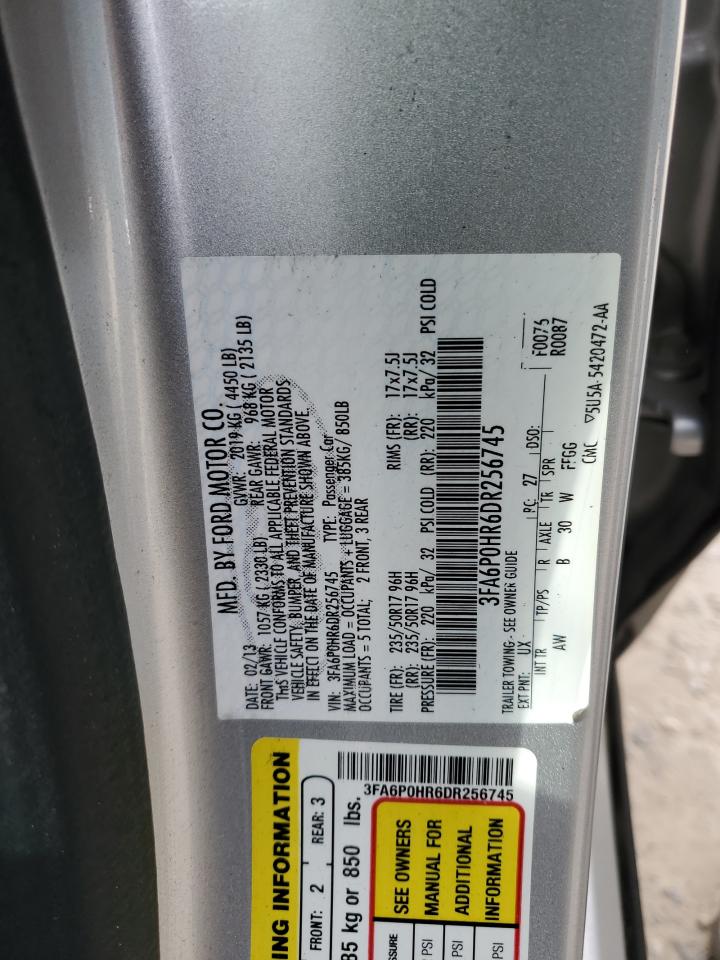 MFD. BY FORD MOTOR CO.
DATE: 02/13 GVWR: 2019 KG ( 4450 LB)
FRONT GAWR: 1057 KG ( 2330 LB) REAR GAWR: 968 KG ( 2135 LB)
THIS VEHICLE CONFORMS TO ALL APPLICABLE FEDERAL MOTOR
VEHICLE SAFETY, BUMPER, AND THEFT PREVENTION STANDARDS
IN EFFECT ON THE DATE OF MANUFACTURE SHOWN ABOVE.
VIN: 3FA6P0HR6DR256745 TYPE: Passenger Car
MAXIMUM LOAD = OCCUPANTS + LUGGAGE = 385KG/ 850LB
OCCUPANTS = 5 TOTAL: 2 FRONT, 3 REAR
TIRE (FR): 235/50R17 96H RIMS (FR): 17x7.5J
(RR): 235/50R17 96H (RR): 17x7.5J
PRESSURE (FR): 220 kPa/ 32 PSI COLD (RR): 220 kPa/ 32 PSI COLD
3FA6P0HR6DR256745
TRAILER TOWING - SEE OWNER GUIDE
EXT PNT: UX RC: 27 DSO: F0075
R0087
INT TR TP/PS R AXLE TR SPR
AW B 30 W FFGG
CMC ▽5U5A-5420472-AA
ING INFORMATION
FRONT: 2 REAR: 3
85 kg or 850 lbs.
3FA6P0HR6DR256745
SEE OWNERS
MANUAL FOR
ADDITIONAL
INFORMATION
SSURE
PSI
PSI
PSI